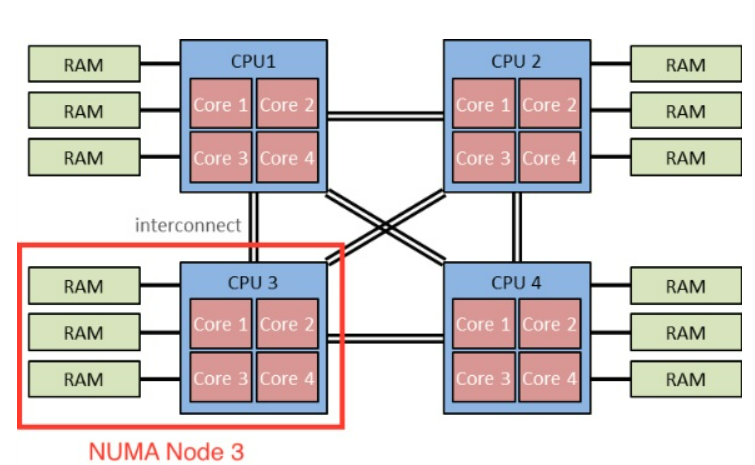 CPU1
CPU 2
RAM
RAM
RAM
Core 1 Core 2
Core 3 Core 4
Core 1 Core 2
Core 3 Core 4
RAM
RAM
RAM
interconnect
CPU 3
CPU 4
RAM
RAM
RAM
Core 1 Core 2
Core 3 Core 4
Core 1 Core 2
Core 3 Core 4
RAM
RAM
RAM
NUMA Node 3